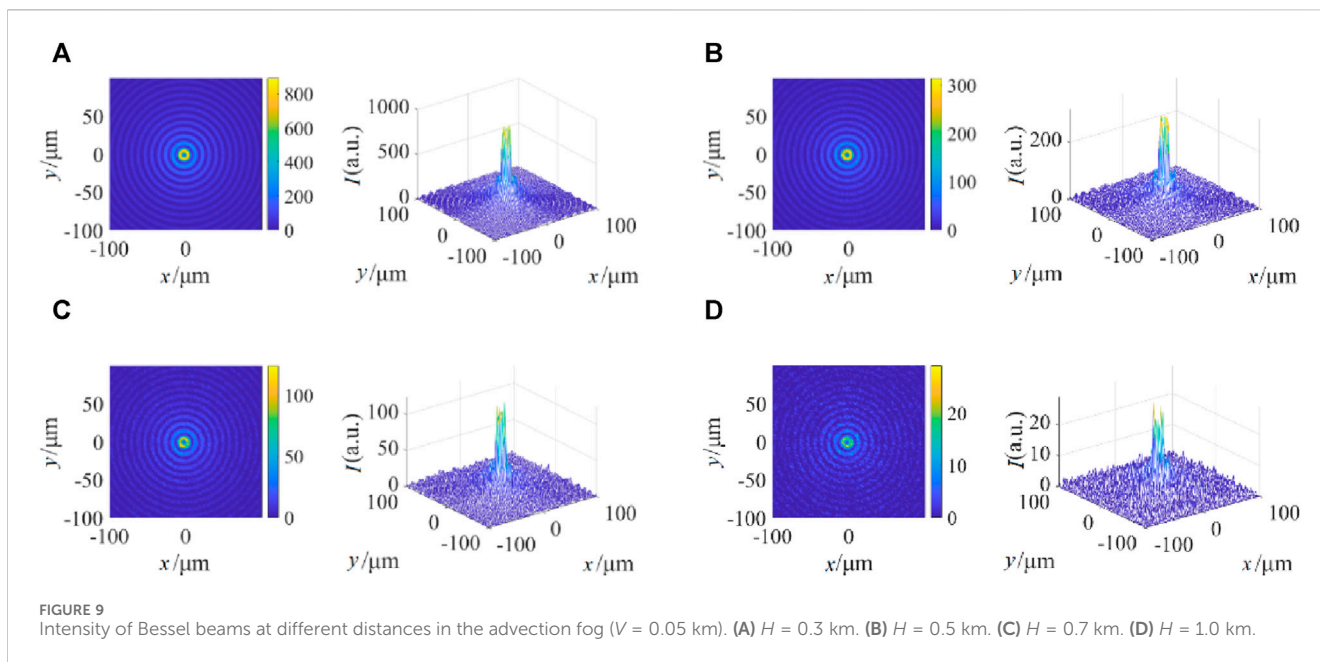 A
50
0
-50
-100
-100
0
y/μm
x/μm
800
600
400
200
0
1000
500
0
I(a.u.)
100
0
-100
-100
0
100
y/μm
x/μm
B
50
0
-50
-100
-100
0
y/μm
x/μm
300
200
100
0
200
0
I(a.u.)
100
0
-100
-100
0
100
y/μm
x/μm
C
50
0
-50
-100
-100
0
y/μm
x/μm
100
50
0
100
50
0
I(a.u.)
100
0
-100
-100
0
100
y/μm
x/μm
D
50
0
-50
-100
-100
0
y/μm
x/μm
20
10
0
20
10
0
I(a.u.)
100
0
-100
-100
0
100
y/μm
x/μm
FIGURE 9
Intensity of Bessel beams at different distances in the advection fog (V = 0.05 km). (A) H = 0.3 km. (B) H = 0.5 km. (C) H = 0.7 km. (D) H = 1.0 km.